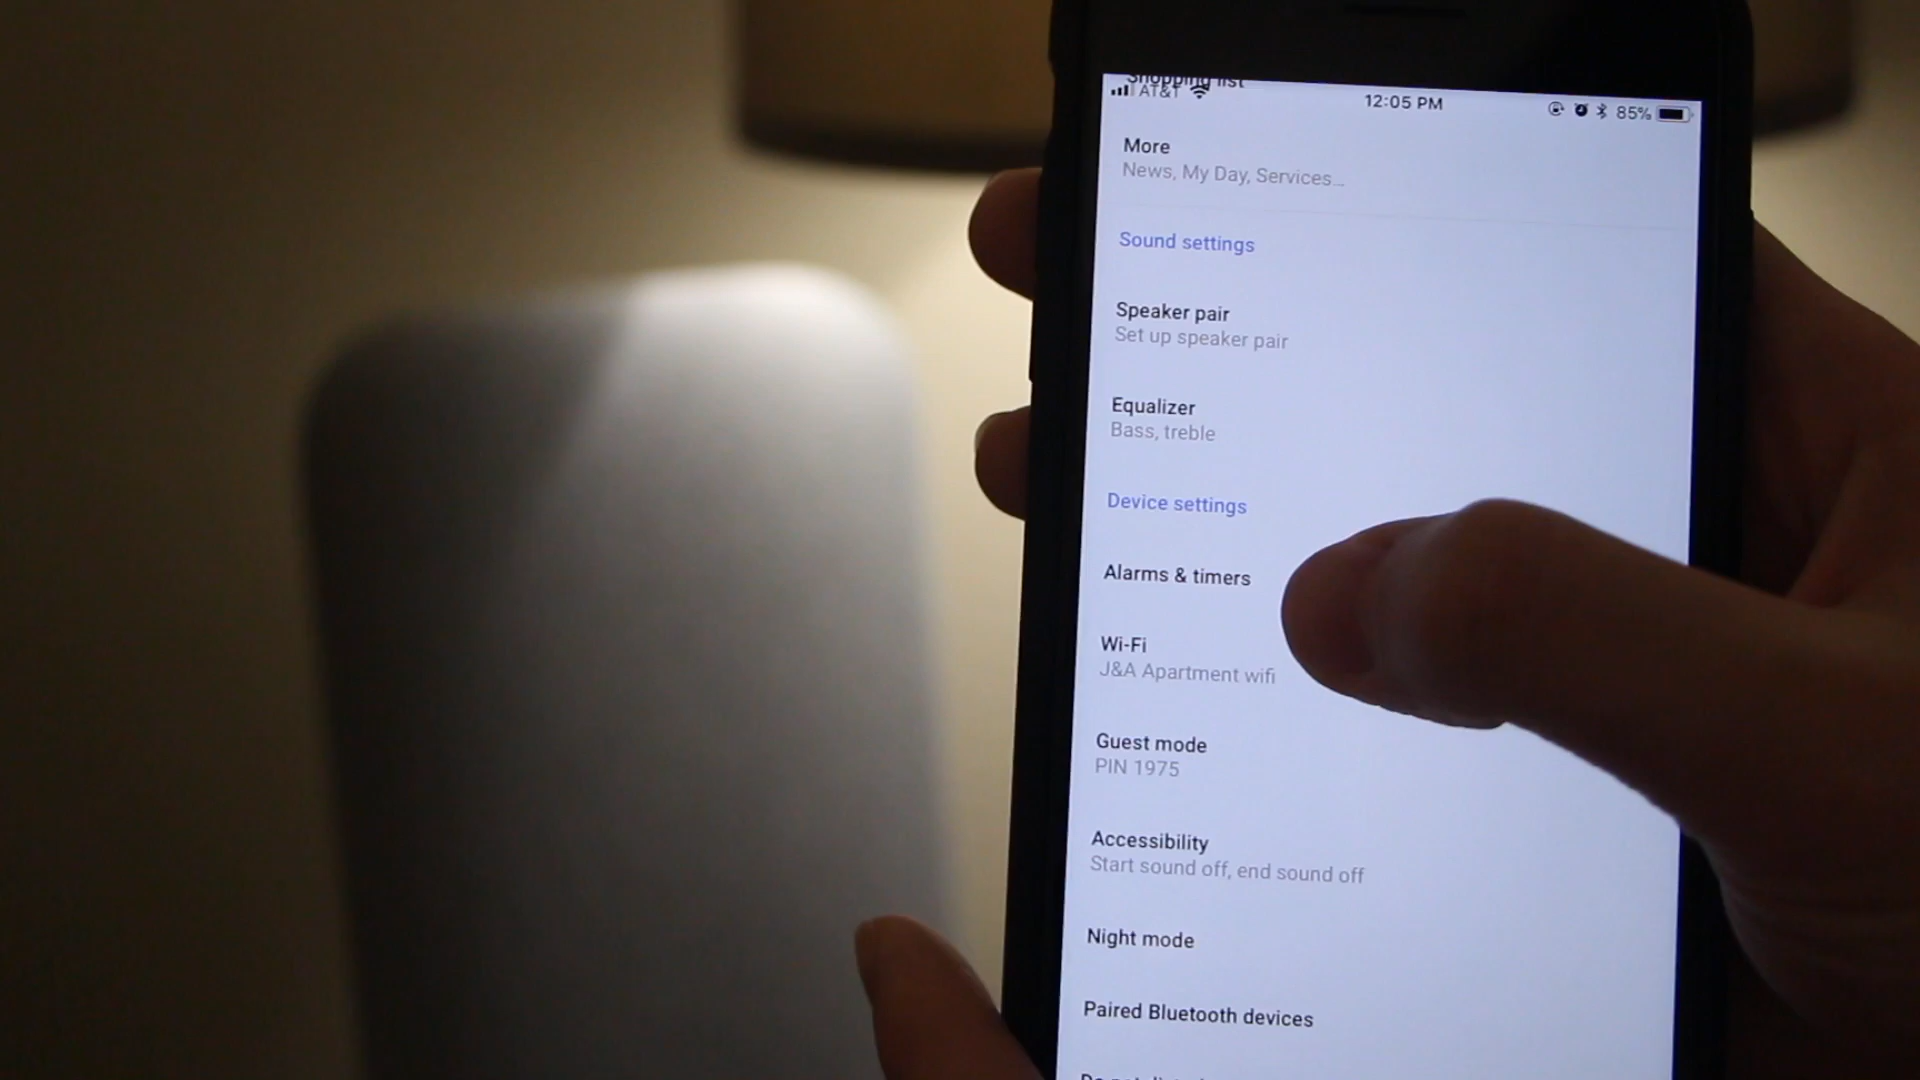 Shopping list
AT&T 12:05 PM 85%
More
News, My Day, Services...
Sound settings
Speaker pair
Set up speaker pair
Equalizer
Bass, treble
Device settings
Alarms & timers
Wi-Fi
J&A Apartment wifi
Guest mode
PIN 1975
Accessibility
Start sound off, end sound off
Night mode
Paired Bluetooth devices